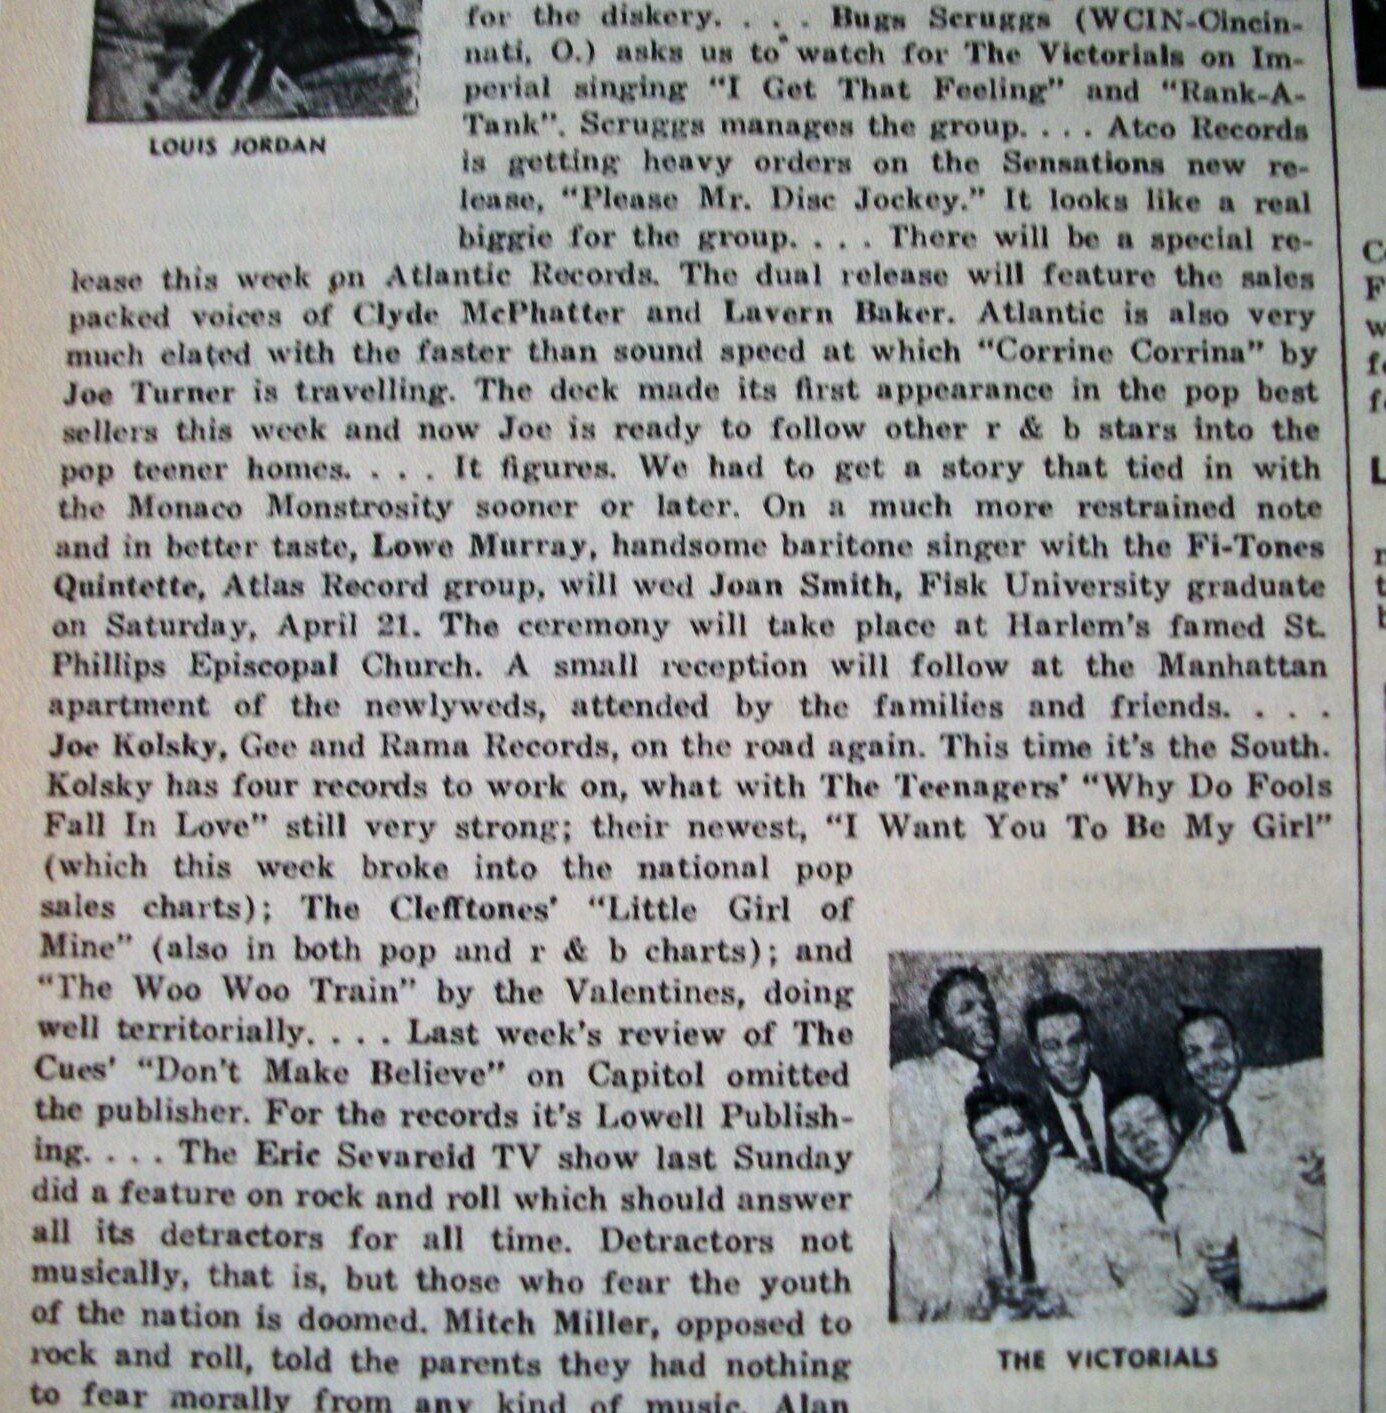 LOUIS JORDAN
for the diskery. . . . Bugs Scruggs (WCIN-Cincin-
nati, O.) asks us to watch for The Victorials on Im-
perial singing "I Get That Feeling" and "Rank-A-
Tank". Scruggs manages the group. . . . Atco Records
is getting heavy orders on the Sensations new re-
lease, "Please Mr. Disc Jockey." It looks like a real
biggie for the group. . . . There will be a special re-
lease this week on Atlantic Records. The dual release will feature the sales
packed voices of Clyde McPhatter and Lavern Baker. Atlantic is also very
much elated with the faster than sound speed at which "Corrine Corrina" by
Joe Turner is travelling. The deck made its first appearance in the pop best
sellers this week and now Joe is ready to follow other r & b stars into the
pop teener homes. . . . It figures. We had to get a story that tied in with
the Monaco Monstrosity sooner or later. On a much more restrained note
and in better taste, Lowe Murray, handsome baritone singer with the Fi-Tones
Quintette, Atlas Record group, will wed Joan Smith, Fisk University graduate
on Saturday, April 21. The ceremony will take place at Harlem's famed St.
Phillips Episcopal Church. A small reception will follow at the Manhattan
apartment of the newlyweds, attended by the families and friends. . . .
Joe Kolsky, Gee and Rama Records, on the road again. This time it's the South.
Kolsky has four records to work on, what with The Teenagers' "Why Do Fools
Fall In Love" still very strong; their newest, "I Want You To Be My Girl"
(which this week broke into the national pop
sales charts); The Clefftones' "Little Girl of
Mine" (also in both pop and r & b charts); and
"The Woo Woo Train" by the Valentines, doing
well territorially. . . . Last week's review of The
Cues' "Don't Make Believe" on Capitol omitted
the publisher. For the records it's Lowell Publish-
ing. . . . The Eric Sevareid TV show last Sunday
did a feature on rock and roll which should answer
all its detractors for all time. Detractors not
musically, that is, but those who fear the youth
of the nation is doomed. Mitch Miller, opposed to
rock and roll, told the parents they had nothing
to fear morally from any kind of music. Alan
THE VICTORIALS